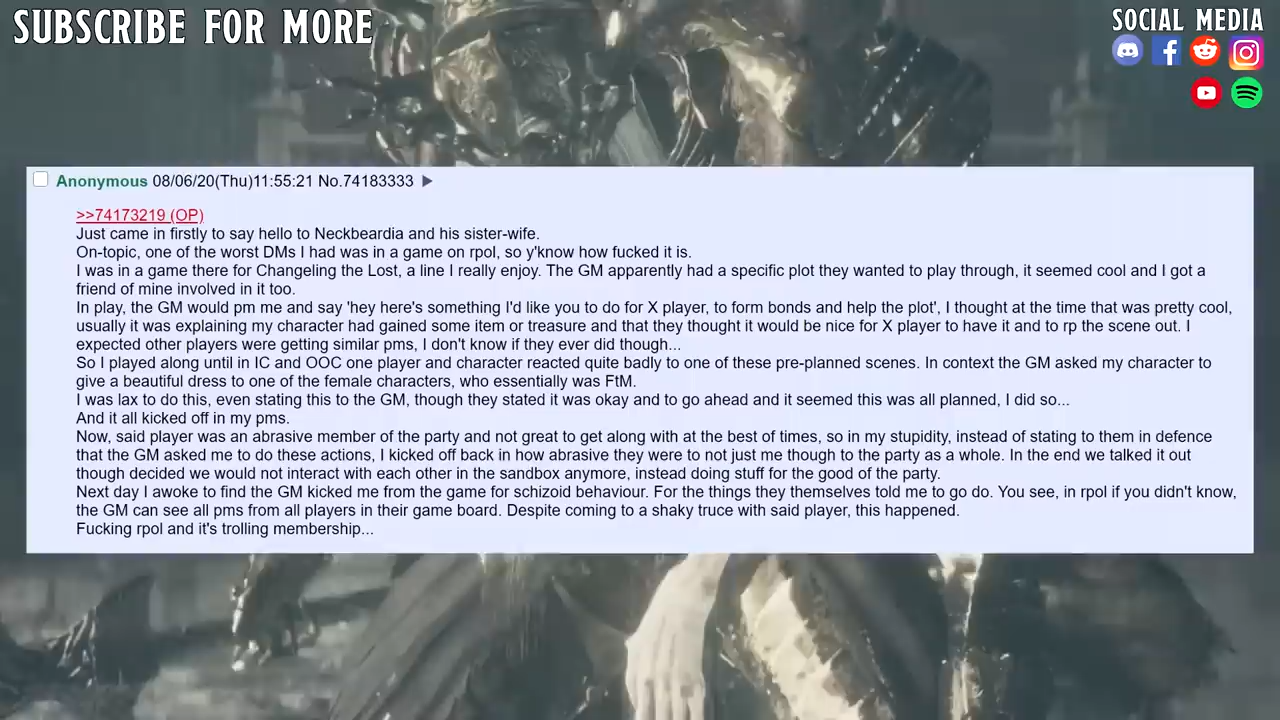 SUBSCRIBE FOR MORE
SOCIAL MEDIA
Anonymous 08/06/20(Thu)11:55:21 No.74183333
>>74173219 (OP)
Just came in firstly to say hello to Neckbeardia and his sister-wife.
On-topic, one of the worst DMs I had was in a game on rpol, so y'know how fucked it is.
I was in a game there for Changeling the Lost, a line I really enjoy. The GM apparently had a specific plot they wanted to play through, it seemed cool and I got a
friend of mine involved in it too.
In play, the GM would pm me and say 'hey here's something I'd like you to do for X player, to form bonds and help the plot', I thought at the time that was pretty cool,
usually it was explaining my character had gained some item or treasure and that they thought it would be nice for X player to have it and to rp the scene out. I
expected other players were getting similar pms, I don't know if they ever did though...
So I played along until in IC and OOC one player and character reacted quite badly to one of these pre-planned scenes. In context the GM asked my character to
give a beautiful dress to one of the female characters, who essentially was FtM.
I was lax to do this, even stating this to the GM, though they stated it was okay and to go ahead and it seemed this was all planned, I did so...
And it all kicked off in my pms.
Now, said player was an abrasive member of the party and not great to get along with at the best of times, so in my stupidity, instead of stating to them in defence
that the GM asked me to do these actions, I kicked off back in how abrasive they were to not just me though to the party as a whole. In the end we talked it out
though decided we would not interact with each other in the sandbox anymore, instead doing stuff for the good of the party.
Next day I awoke to find the GM kicked me from the game for schizoid behaviour. For the things they themselves told me to go do. You see, in rpol if you didn't know,
the GM can see all pms from all players in their game board. Despite coming to a shaky truce with said player, this happened.
Fucking rpol and it's trolling membership...